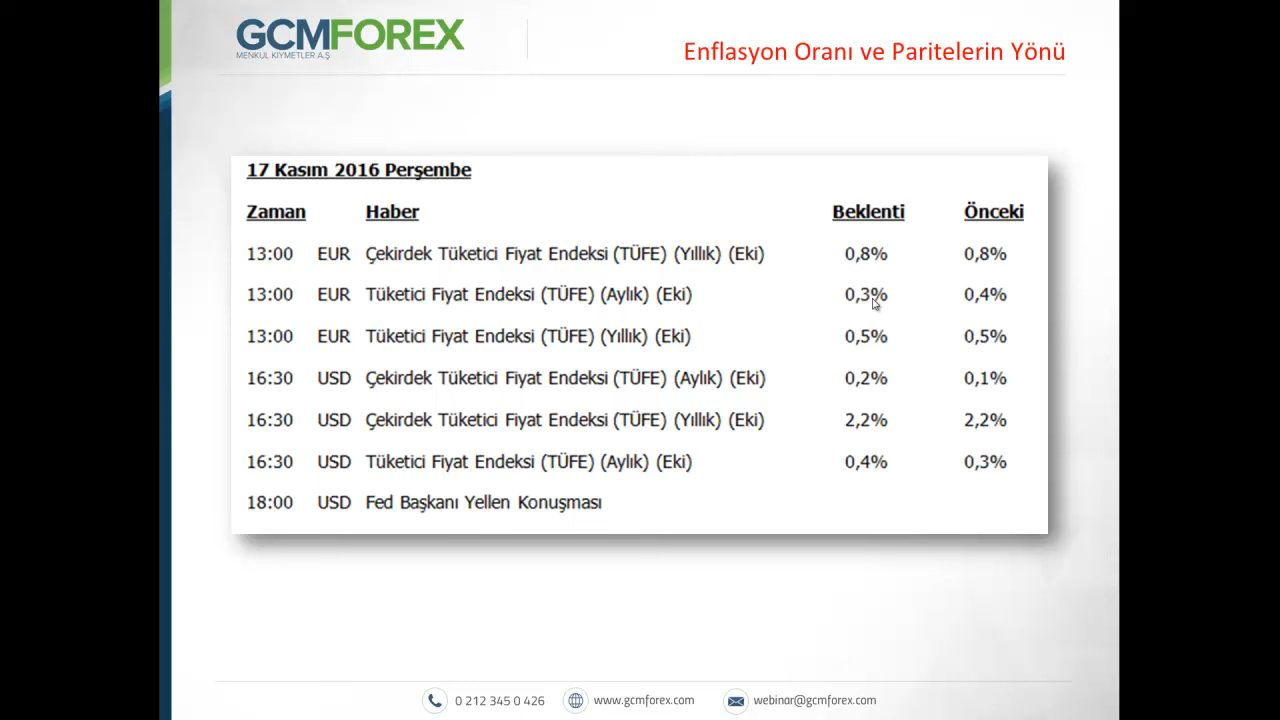 GCMFOREX
MENKUL KIYMETLER A.Ş
Enflasyon Oranı ve Paritelerin Yönü
17 Kasım 2016 Perşembe
Zaman Haber Beklenti Önceki
13:00 EUR Çekirdek Tüketici Fiyat Endeksi (TÜFE) (Yıllık) (Eki) 0,8% 0,8%
13:00 EUR Tüketici Fiyat Endeksi (TÜFE) (Aylık) (Eki) 0,3% 0,4%
13:00 EUR Tüketici Fiyat Endeksi (TÜFE) (Yıllık) (Eki) 0,5% 0,5%
16:30 USD Çekirdek Tüketici Fiyat Endeksi (TÜFE) (Aylık) (Eki) 0,2% 0,1%
16:30 USD Çekirdek Tüketici Fiyat Endeksi (TÜFE) (Yıllık) (Eki) 2,2% 2,2%
16:30 USD Tüketici Fiyat Endeksi (TÜFE) (Aylık) (Eki) 0,4% 0,3%
18:00 USD Fed Başkanı Yellen Konuşması
0 212 345 0 426 www.gcmforex.com webinar@gcmforex.com